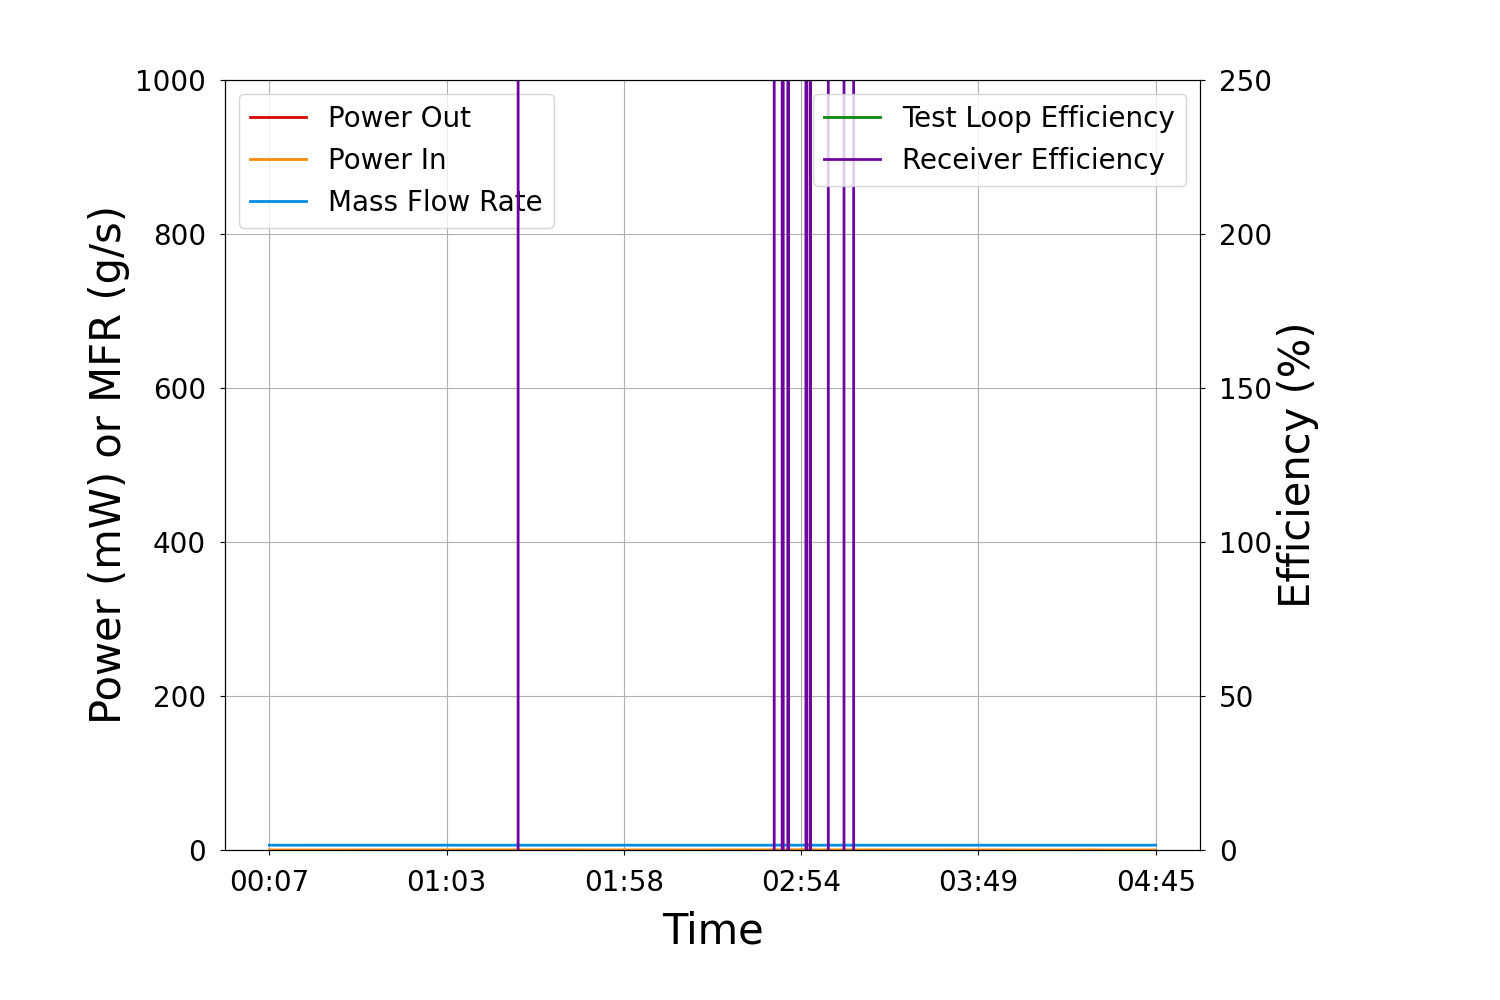 1000
800
600
400
200
0
Power (mW) or MFR (g/s)
Power Out
Power In
Mass Flow Rate
Test Loop Efficiency
Receiver Efficiency
250
200
150
100
50
0
Efficiency (%)
00:07 01:03 01:58 02:54 03:49 04:45
Time